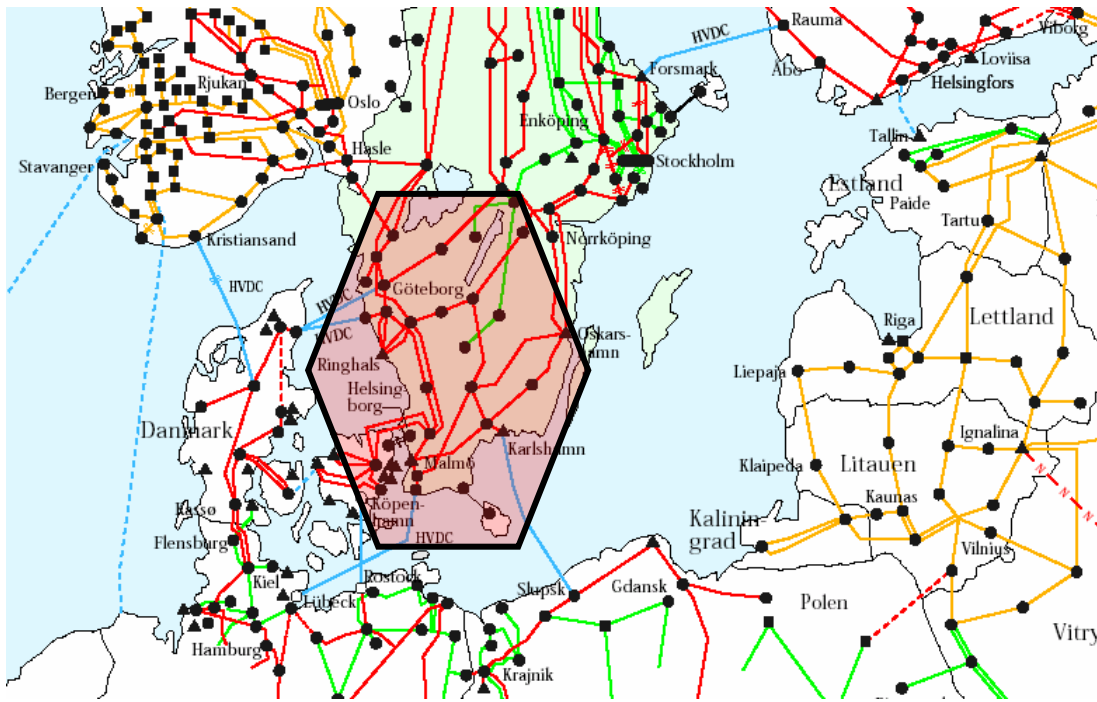 Rauma
Viborg
HVDC
Loviisa
Forsmark
Åbo
Helsingfors
Rjukan
Bergen
Oslo
Enköping
Tallin
Hasle
Stockholm
Stavanger
Estland
Paide
Tartu
Kristiansand
Norrköping
HVDC
HVDC
Göteborg
Lettland
Riga
HVDC
Oskars-
hamn
Ringhals
Liepaja
Helsing-
borg
Danmark
Ignalina
Karlshamn
Malmö
Klaipeda
Litauen
Kaunas
N
N
N
Kassø
Köpen-
hamn
Kalinin-
grad
Flensburg
HVDC
Vilnius
Kiel
Rostock
Slupsk
Gdansk
Lübeck
Polen
Vitry
Hamburg
Krajnik